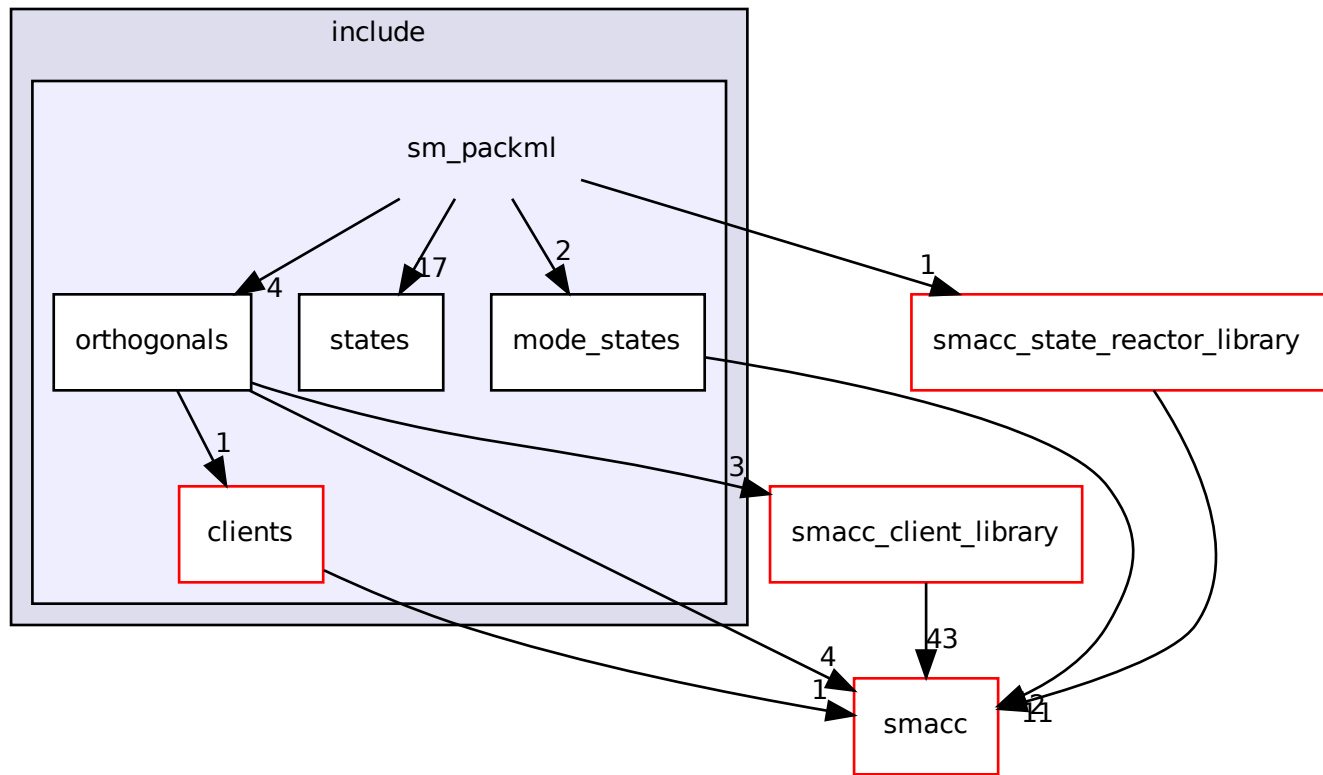 include
sm_packml
4
17
2
1
orthogonals
states
mode_states
smacc_state_reactor_library
1
3
clients
smacc_client_library
4
1
43
2
11
smacc